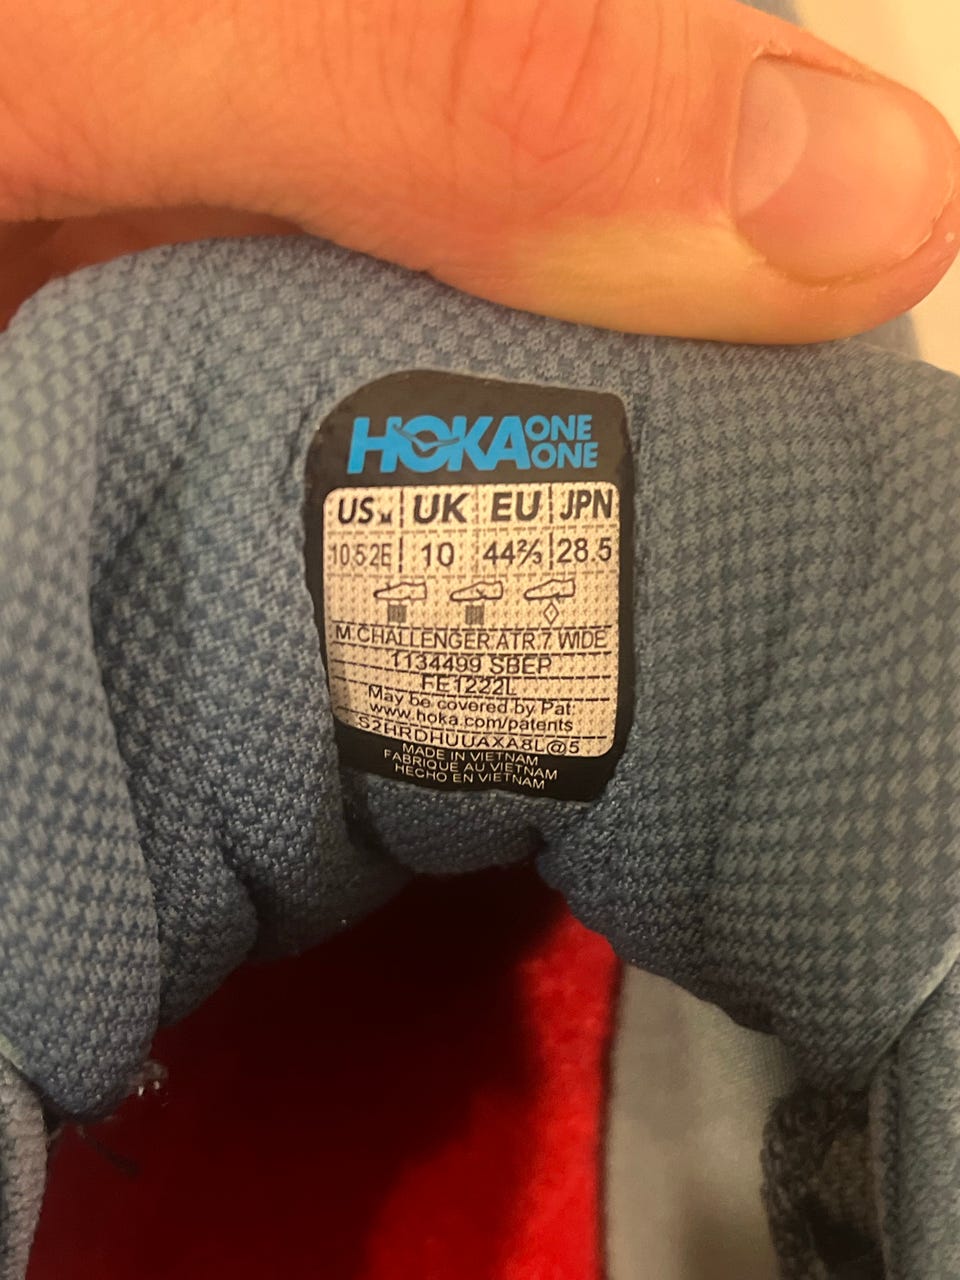 HOKA ONE ONE
US M UK EU JPN
10.5 2E 10 44⅔ 28.5
M CHALLENGER ATR 7 WIDE
1134499 SBEP
FE1222L
May be covered by Pat:
www.hoka.com/patents
S2HRDHUUAXA8L@5
MADE IN VIETNAM
FABRIQUE AU VIETNAM
HECHO EN VIETNAM